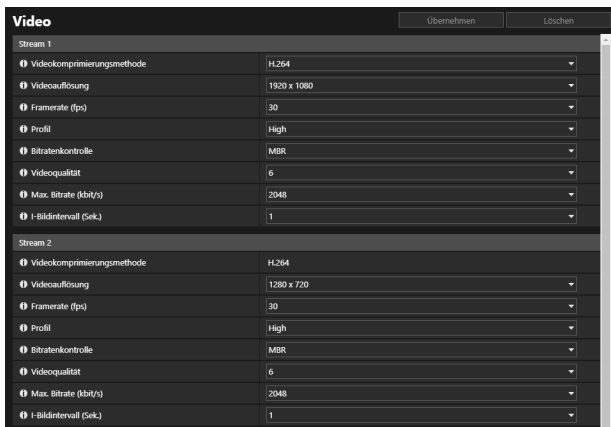 Video
Übernehmen Löschen
Stream 1
Videokomprimierungsmethode H.264
Videoauflösung 1920 x 1080
Framerate (fps) 30
Profil High
Bitratenkontrolle MBR
Videoqualität 6
Max. Bitrate (kbit/s) 2048
I-Bildintervall (Sek.) 1
Stream 2
Videokomprimierungsmethode H.264
Videoauflösung 1280 x 720
Framerate (fps) 30
Profil High
Bitratenkontrolle MBR
Videoqualität 6
Max. Bitrate (kbit/s) 2048
I-Bildintervall (Sek.) 1